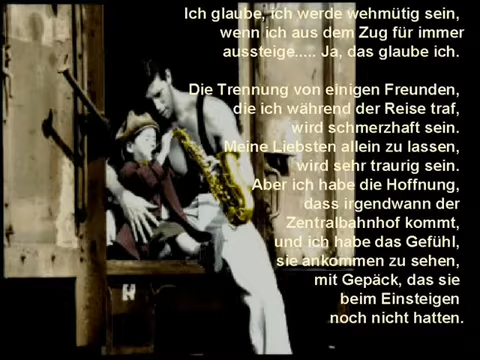 Ich glaube, ich werde wehmütig sein,
wenn ich aus dem Zug für immer
aussteige..... Ja, das glaube ich.
Die Trennung von einigen Freunden,
die ich während der Reise traf,
wird schmerzhaft sein.
Meine Liebsten allein zu lassen,
wird sehr traurig sein.
Aber ich habe die Hoffnung,
dass irgendwann der
Zentralbahnhof kommt,
und ich habe das Gefühl,
sie ankommen zu sehen,
mit Gepäck, das sie
beim Einsteigen
noch nicht hatten.